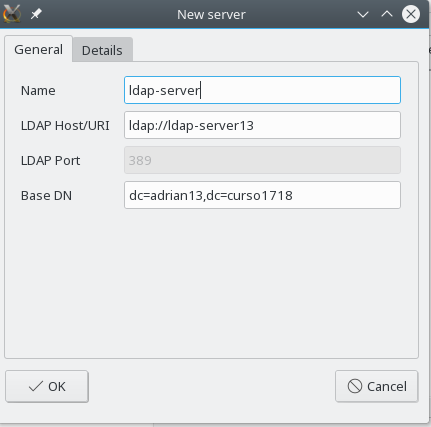 New server
General Details
Name ldap-server
LDAP Host/URI ldap://ldap-server13
LDAP Port 389
Base DN dc=adrian13,dc=curso1718
OK Cancel